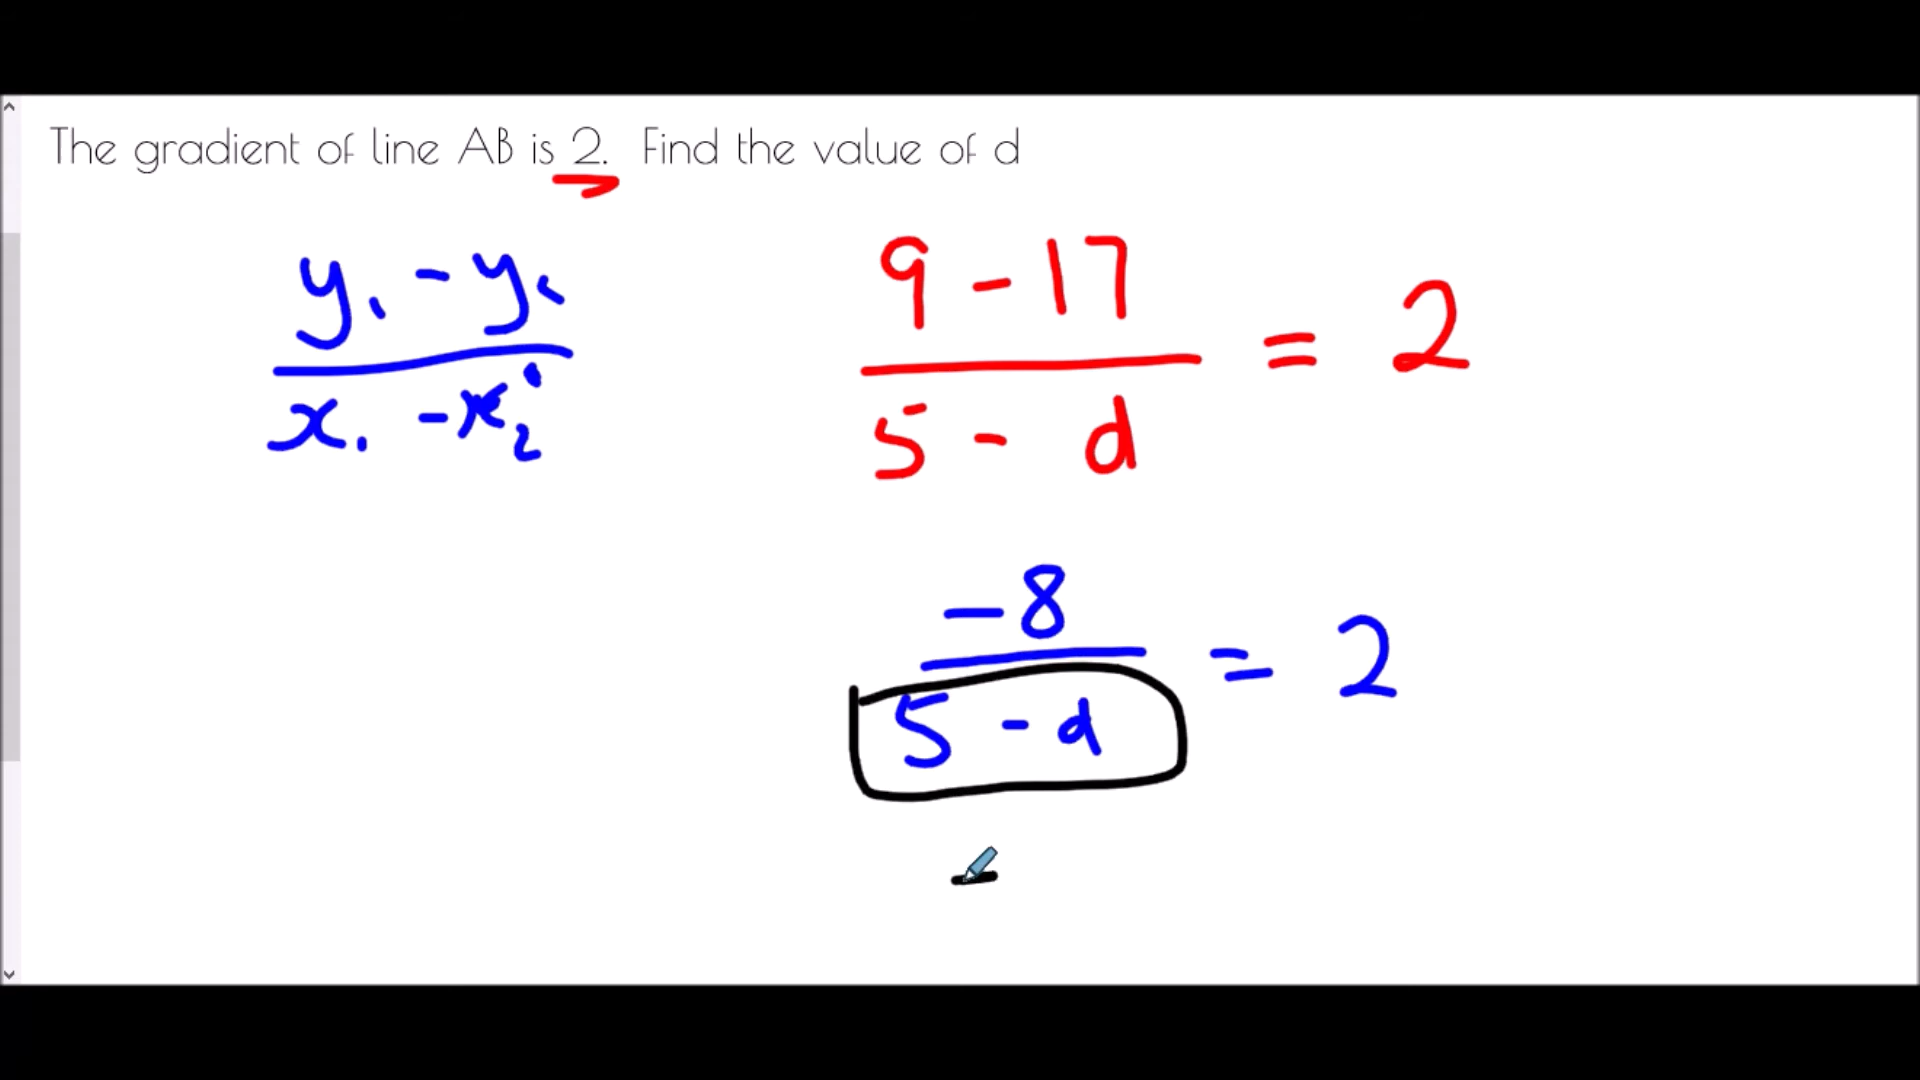 The gradient of line AB is 2. Find the value of d
y₁ - y₁
x₁ - x₂
9 - 17
5 - d
= 2
-8
5 - d
= 2